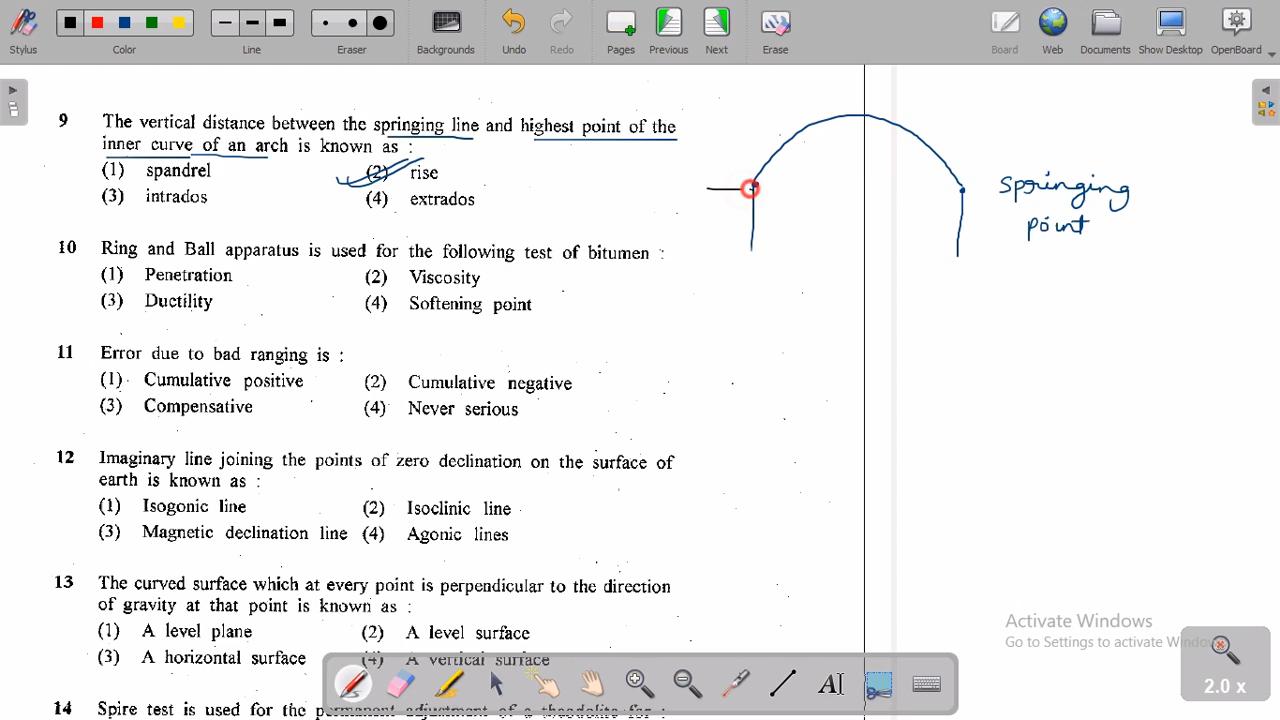 Stylus Color Line Eraser Backgrounds Undo Redo Pages Previous Next Erase Board Web Documents Show Desktop OpenBoard
9 The vertical distance between the springing line and highest point of the
inner curve of an arch is known as :
(1) spandrel (2) rise
(3) intrados (4) extrados
springing
point
10 Ring and Ball apparatus is used for the following test of bitumen :
(1) Penetration (2) Viscosity
(3) Ductility (4) Softening point
11 Error due to bad ranging is :
(1) Cumulative positive (2) Cumulative negative
(3) Compensative (4) Never serious
12 Imaginary line joining the points of zero declination on the surface of
earth is known as :
(1) Isogonic line (2) Isoclinic line
(3) Magnetic declination line (4) Agonic lines
13 The curved surface which at every point is perpendicular to the direction
of gravity at that point is known as :
(1) A level plane (2) A level surface
(3) A horizontal surface (4) A vertical surface
14 Spire test is used for the permanent adjustment of a theodolite for :
Activate Windows
Go to Settings to activate Windows
2.0 x